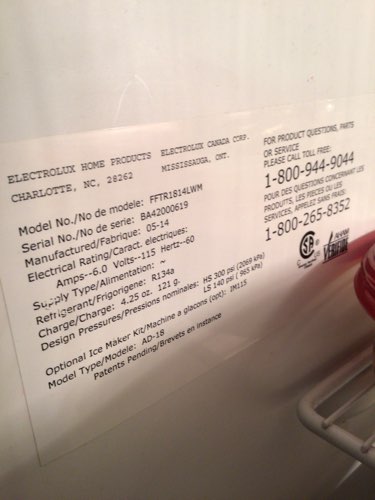 ELECTROLUX HOME PRODUCTS ELECTROLUX CANADA CORP.
CHARLOTTE, NC, 28262 MISSISSAUGA, ONT.
Model No./No de modele: FFTR1814LWM
Serial No./No de serie: BA42000619
Manufactured/Fabrique: 05-14
Electrical Rating/Caract. electriques:
Amps--6.0 Volts--115 Hertz--60
Supply Type/Alimentation: ~
Refrigerant/Frigorigene: R134a
Charge/Charge: 4.25 oz. 121 g.
Design Pressures/Pressions nominales: HS 300 psi (2069 kPa)
LS 140 psi ( 965 kPa)
Optional Ice Maker Kit/Machine a glacons (opt): IM115
Model Type/Modele: AD-18
Patents Pending/Brevets en instance
FOR PRODUCT QUESTIONS, PARTS
OR SERVICE
PLEASE CALL TOLL FREE:
1-800-944-9044
POUR DES QUESTIONS CONCERNANT LES
PRODUITS, LES PIECES OU LES
SERVICES, APPELEZ SANS FRAIS:
1-800-265-8352